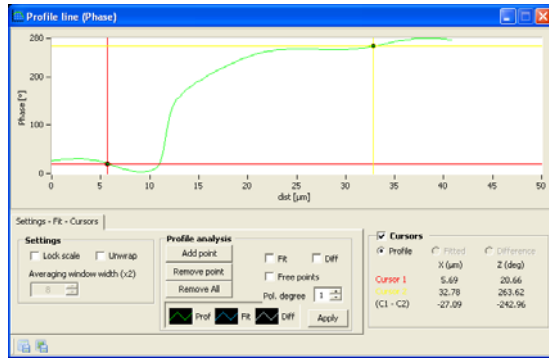 Profile line (Phase)
280
200
100
0
Phase [°]
0 5 10 15 20 25 30 35 40 45 50
dist [µm]
Settings - Fit - Cursors
Settings
Lock scale Unwrap
Averaging window width (x2)
8
Profile analysis
Add point
Remove point
Remove All
Fit Diff
Free points
Pol. degree 1
Prof Fit Diff
Apply
Cursors
Profile Fitted Difference
X (µm) Z (deg)
Cursor 1 5.69 20.66
32.78 263.62
(C1 - C2) -27.09 -242.96